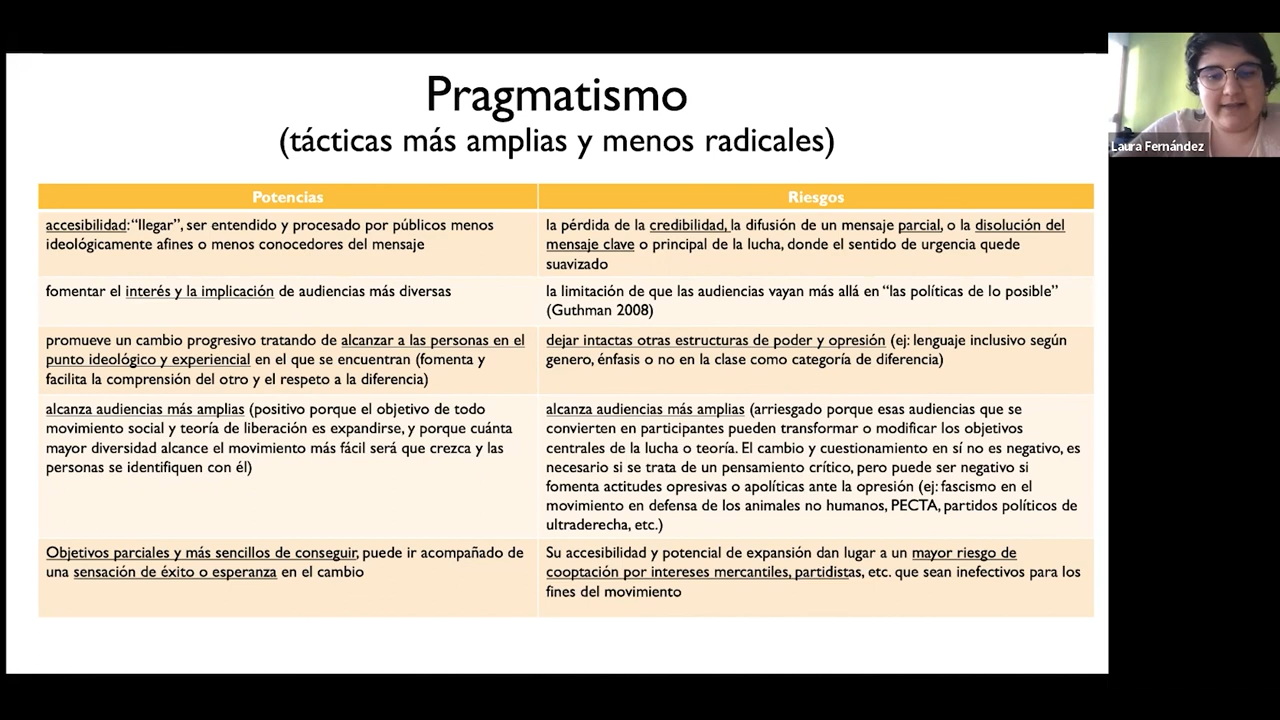 Pragmatismo
(tácticas más amplias y menos radicales)
Laura Fernández
Potencias
Riesgos
accesibilidad:“llegar”, ser entendido y procesado por públicos menos
ideológicamente afines o menos conocedores del mensaje
la pérdida de la credibilidad, la difusión de un mensaje parcial, o la disolución del
mensaje clave o principal de la lucha, donde el sentido de urgencia quede
suavizado
fomentar el interés y la implicación de audiencias más diversas
la limitación de que las audiencias vayan más allá en “las políticas de lo posible”
(Guthman 2008)
promueve un cambio progresivo tratando de alcanzar a las personas en el
punto ideológico y experiencial en el que se encuentran (fomenta y
facilita la comprensión del otro y el respeto a la diferencia)
dejar intactas otras estructuras de poder y opresión (ej: lenguaje inclusivo según
genero, énfasis o no en la clase como categoría de diferencia)
alcanza audiencias más amplias (positivo porque el objetivo de todo
movimiento social y teoría de liberación es expandirse, y porque cuánta
mayor diversidad alcance el movimiento más fácil será que crezca y las
personas se identifiquen con él)
alcanza audiencias más amplias (arriesgado porque esas audiencias que se
convierten en participantes pueden transformar o modificar los objetivos
centrales de la lucha o teoría. El cambio y cuestionamiento en sí no es negativo, es
necesario si se trata de un pensamiento crítico, pero puede ser negativo si
fomenta actitudes opresivas o apolíticas ante la opresión (ej: fascismo en el
movimiento en defensa de los animales no humanos, PECTA, partidos políticos de
ultraderecha, etc.)
Objetivos parciales y más sencillos de conseguir, puede ir acompañado de
una sensación de éxito o esperanza en el cambio
Su accesibilidad y potencial de expansión dan lugar a un mayor riesgo de
cooptación por intereses mercantiles, partidistas, etc. que sean inefectivos para los
fines del movimiento